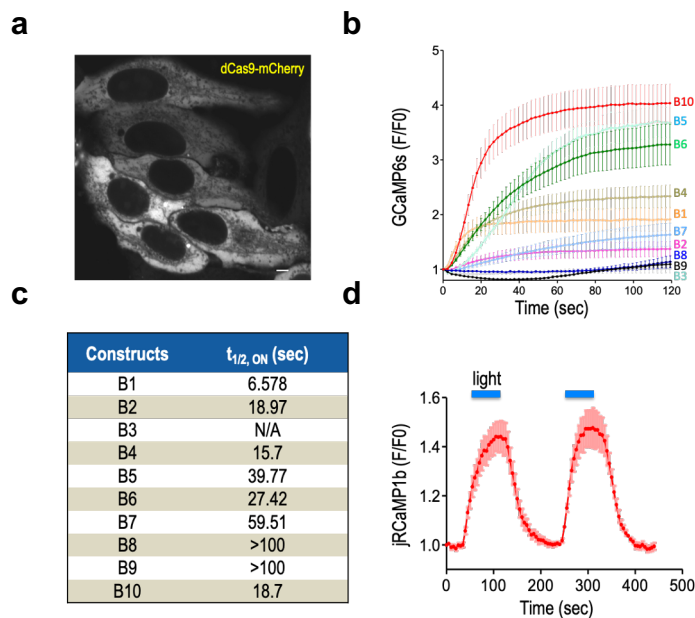 a
dCas9-mCherry
b
GCaMP6s (F/F0)
5
4
3
2
1
0 20 40 60 80 100 120
Time (sec)
B10
B5
B6
B4
B1
B7
B2
B8
B9
B3
c
Constructs t1/2, ON (sec)
B1 6.578
B2 18.97
B3 N/A
B4 15.7
B5 39.77
B6 27.42
B7 59.51
B8 >100
B9 >100
B10 18.7
d
light
jRCaMP1b (F/F0)
1.6
1.4
1.2
1.0
0 100 200 300 400 500
Time (sec)